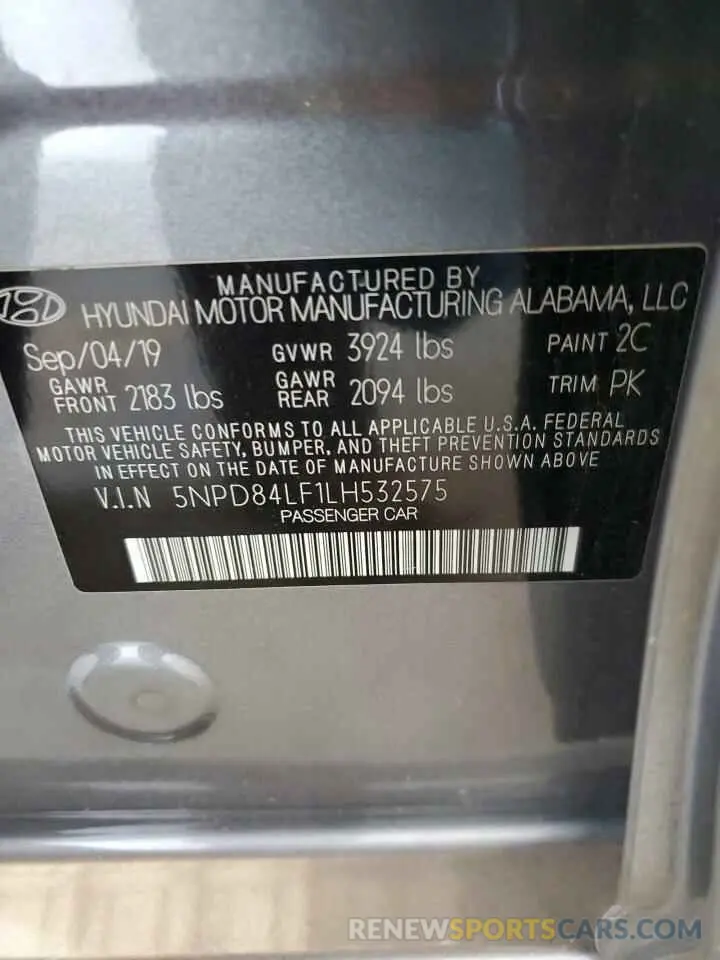 MANUFACTURED BY
HYUNDAI MOTOR MANUFACTURING ALABAMA, LLC
Sep/04/19 GVWR 3924 lbs PAINT 2C
GAWR FRONT 2183 lbs GAWR REAR 2094 lbs TRIM PK
THIS VEHICLE CONFORMS TO ALL APPLICABLE U.S.A. FEDERAL
MOTOR VEHICLE SAFETY, BUMPER, AND THEFT PREVENTION STANDARDS
IN EFFECT ON THE DATE OF MANUFACTURE SHOWN ABOVE
V.I.N 5NPD84LF1LH532575
PASSENGER CAR
RENEWSPORTSCARS.COM